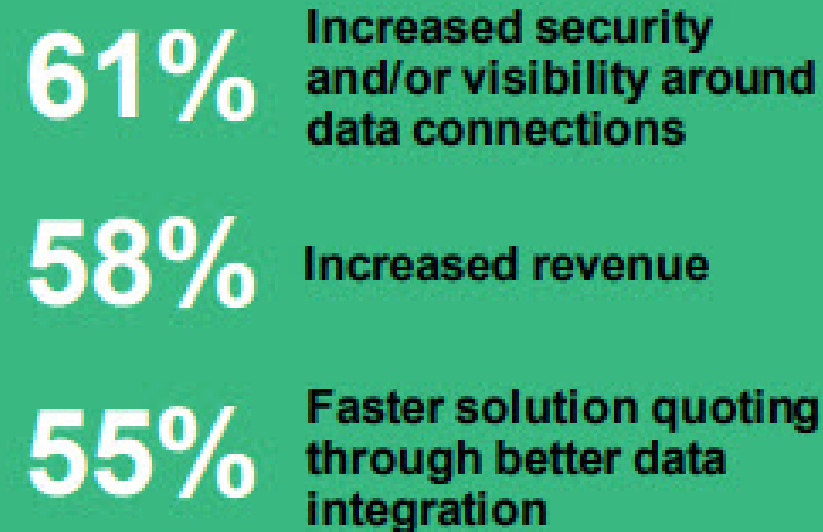 61% Increased security
and/or visibility around
data connections
58% Increased revenue
55% Faster solution quoting
through better data
integration